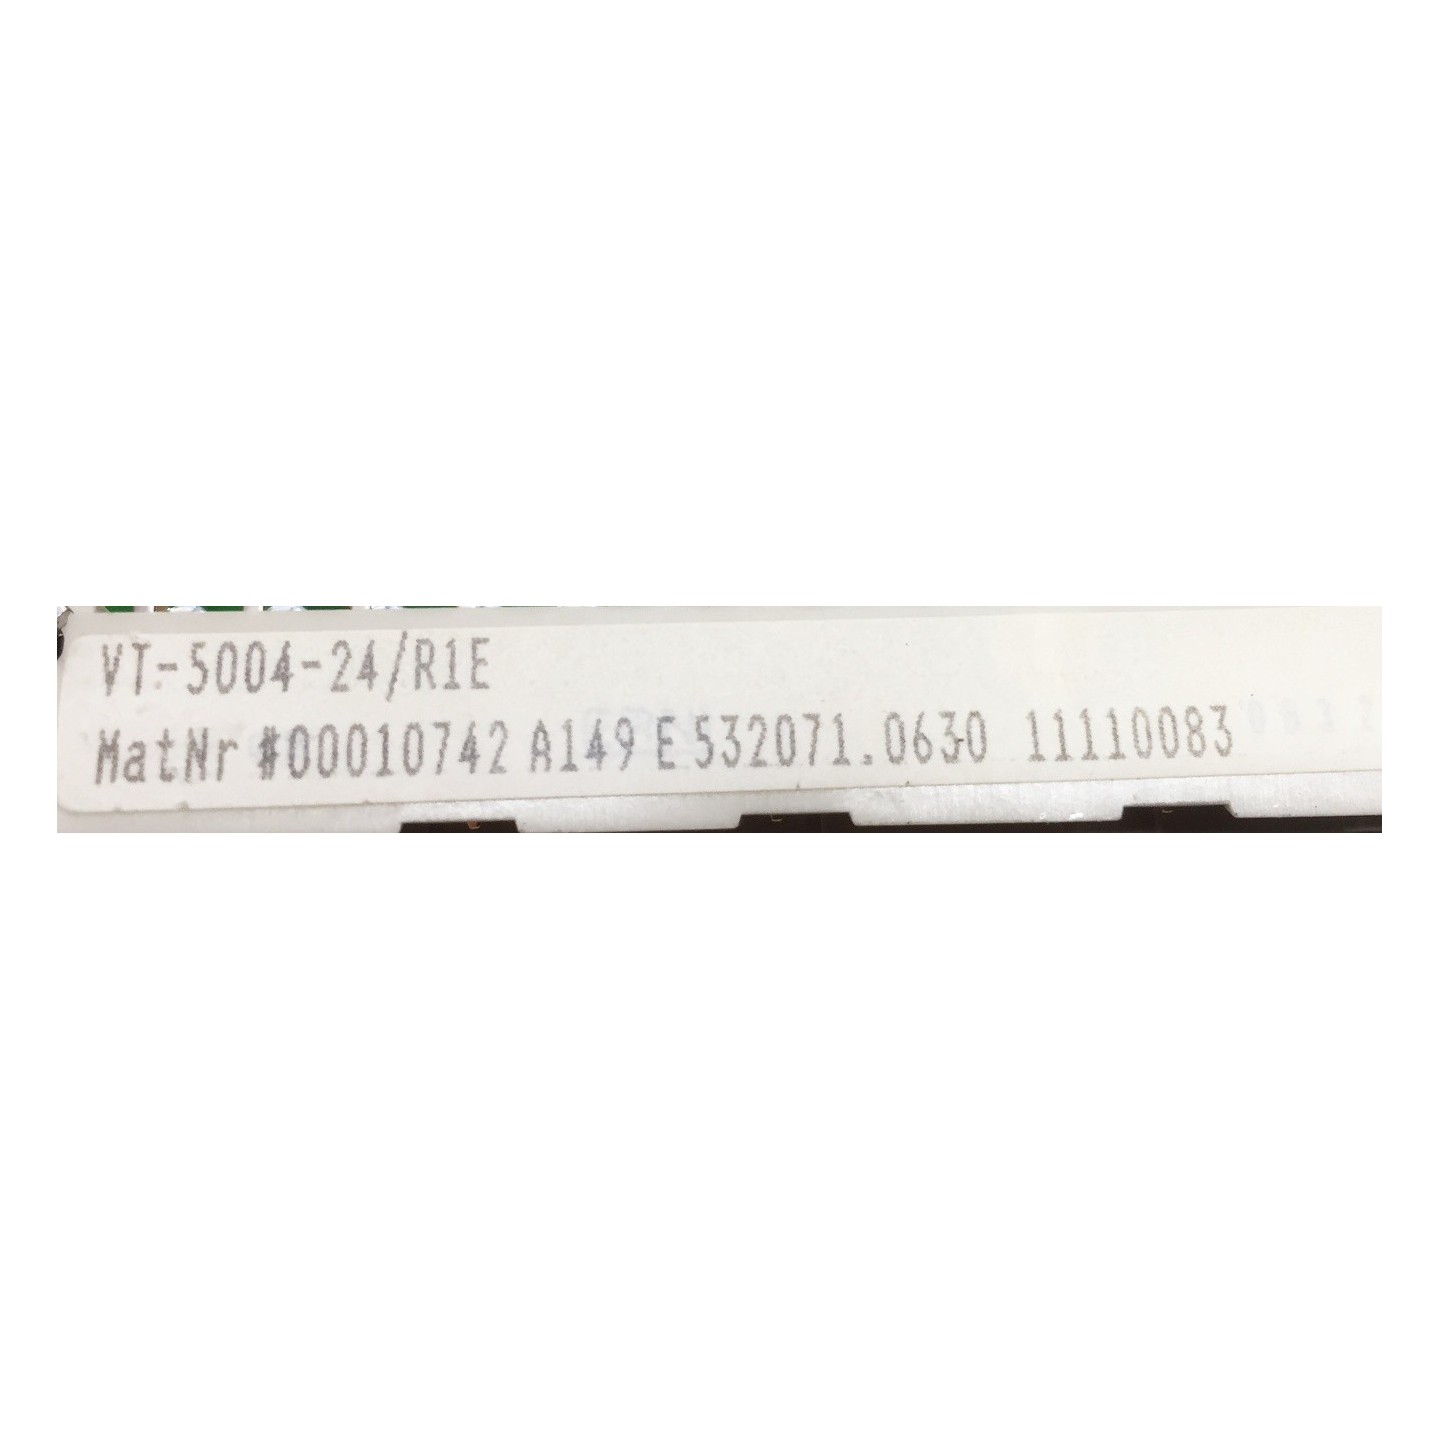 VT-5004-24/R1E
MatNr #00010742 A149 E 532071.0630 11110083